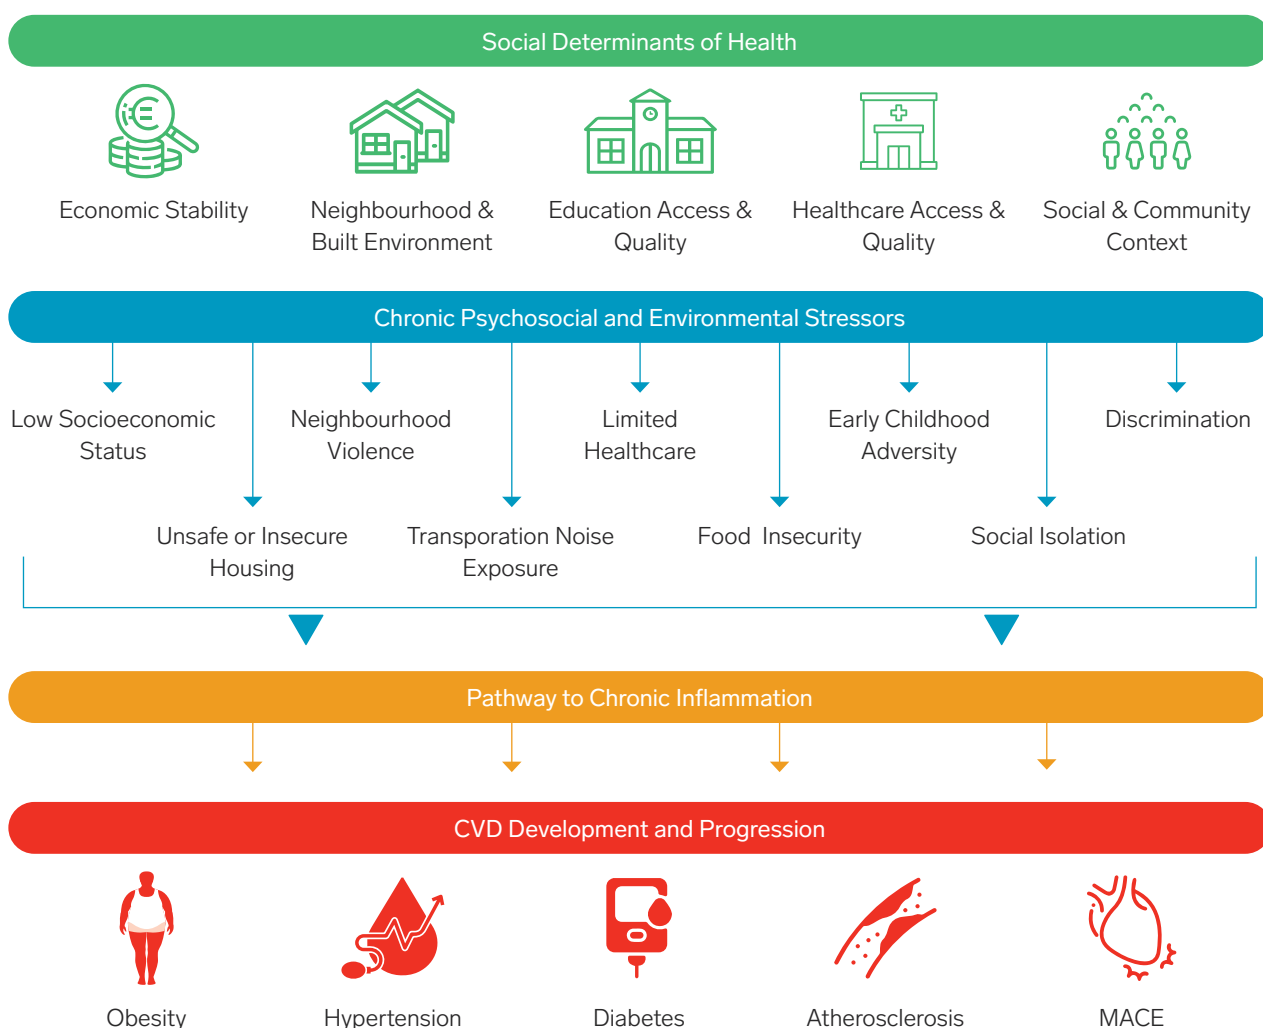 Social Determinants of Health
Economic Stability
Neighbourhood &
Built Environment
Education Access &
Quality
Healthcare Access &
Quality
Social & Community
Context
Chronic Psychosocial and Environmental Stressors
Low Socioeconomic
Status
Neighbourhood
Violence
Limited
Healthcare
Early Childhood
Adversity
Discrimination
Unsafe or Insecure
Housing
Transporation Noise
Exposure
Food Insecurity
Social Isolation
Pathway to Chronic Inflammation
CVD Development and Progression
Obesity
Hypertension
Diabetes
Atherosclerosis
MACE